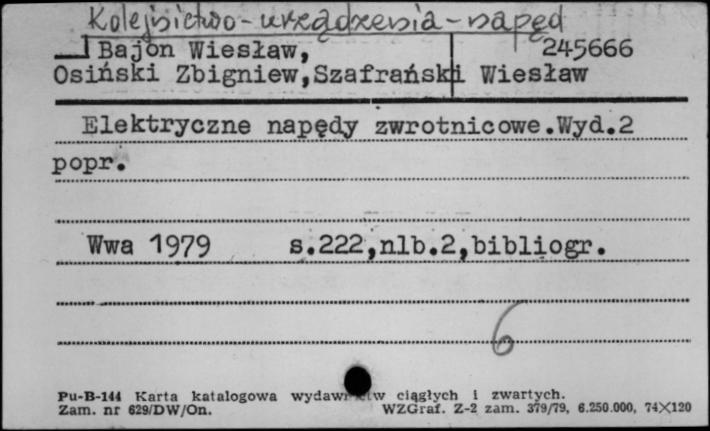 Kolejnictwo - urządzenia - napęd
Bajon Wiesław, 245666
Osiński Zbigniew, Szafrański Wiesław
Elektryczne napędy zwrotnicowe. Wyd. 2
popr.
Wwa 1979 s. 222, nlb. 2, bibliogr.
6
Pu-B-144 Karta katalogowa wydawnictw ciągłych i zwartych.
Zam. nr 629/DW/On. WZGraf. Z-2 zam. 379/79, 6.250.000, 74×120